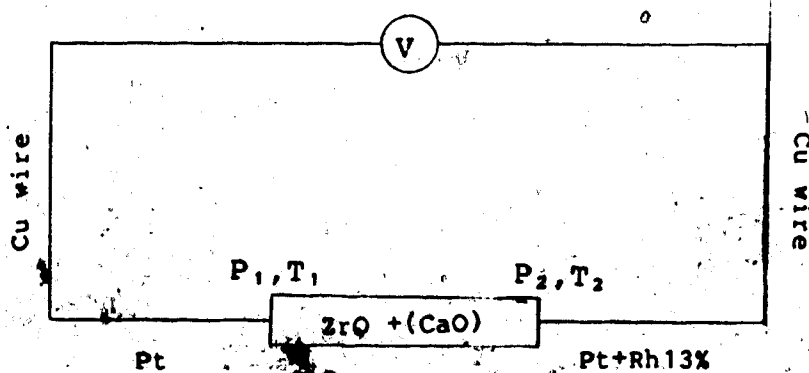 V
Cu wire
Cu wire
P₁,T₁
P₂,T₂
ZrO +(CaO)
Pt
Pt+Rh13%